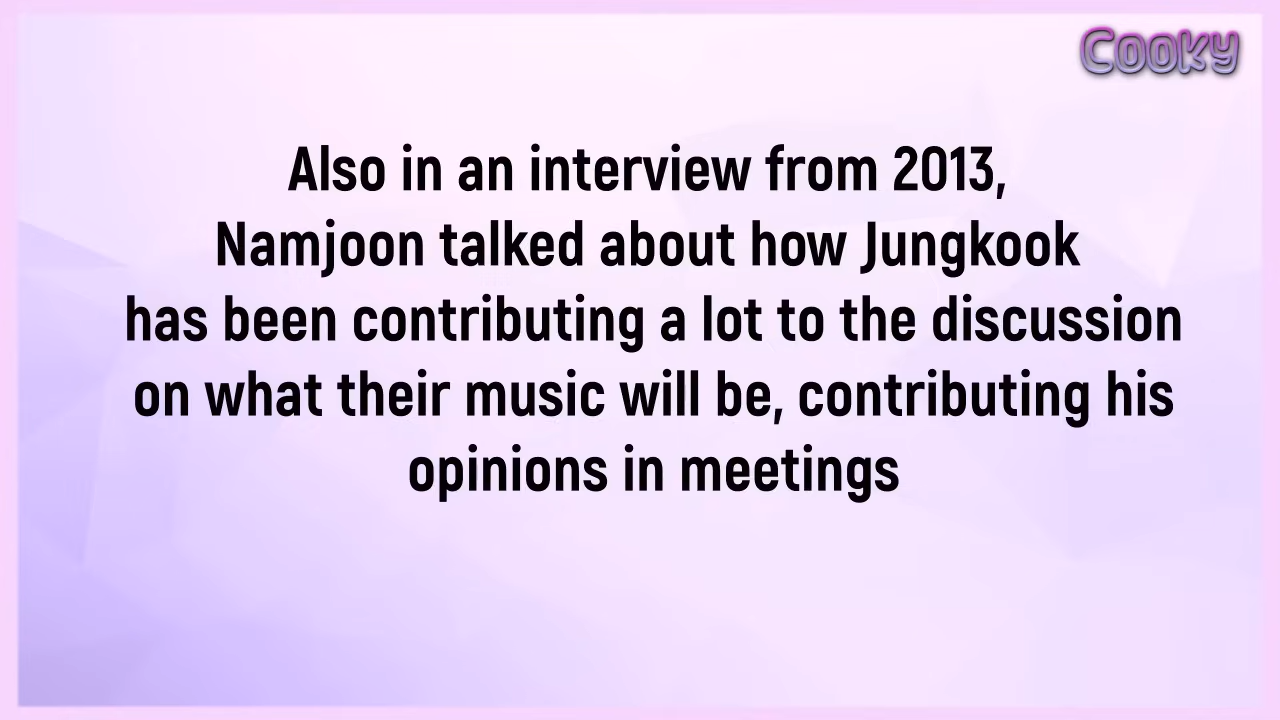 Cooky
Also in an interview from 2013,
Namjoon talked about how Jungkook
has been contributing a lot to the discussion
on what their music will be, contributing his
opinions in meetings